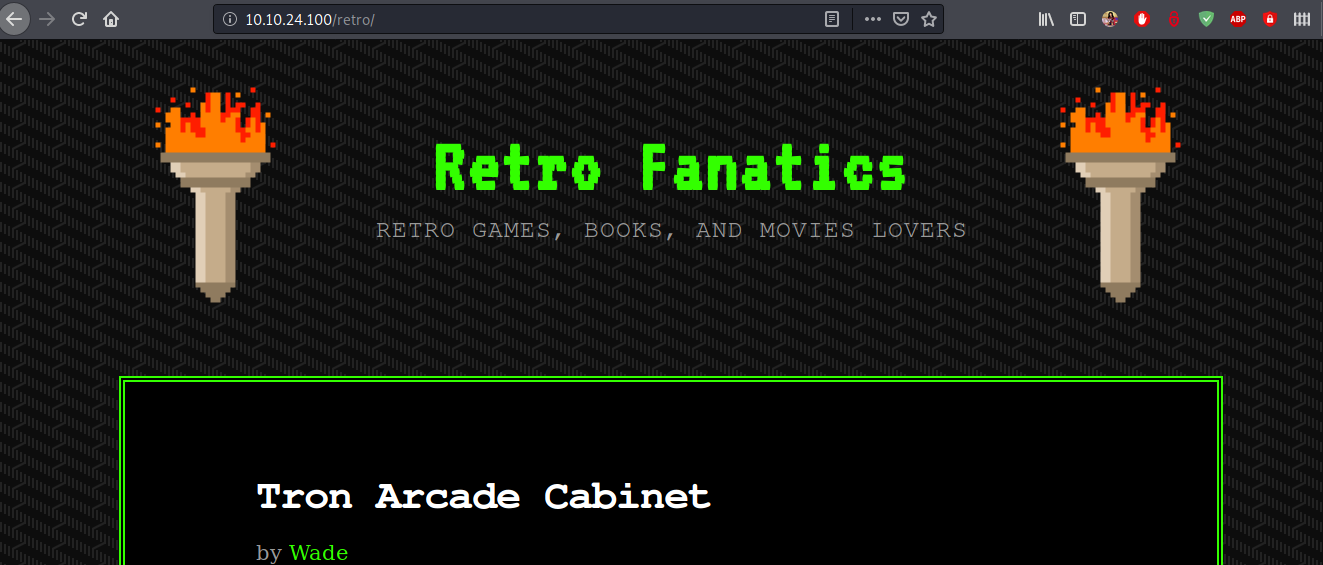 10.10.24.100/retro/
ABP
Retro Fanatics
RETRO GAMES, BOOKS, AND MOVIES LOVERS
Tron Arcade Cabinet
by Wade